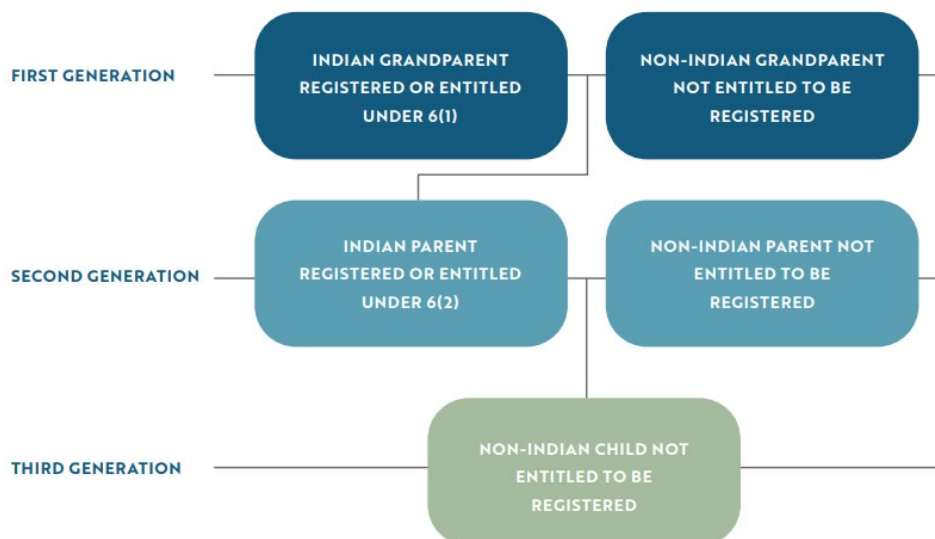 FIRST GENERATION
INDIAN GRANDPARENT
REGISTERED OR ENTITLED
UNDER 6(1)
NON-INDIAN GRANDPARENT
NOT ENTITLED TO BE
REGISTERED
SECOND GENERATION
INDIAN PARENT
REGISTERED OR ENTITLED
UNDER 6(2)
NON-INDIAN PARENT NOT
ENTITLED TO BE
REGISTERED
THIRD GENERATION
NON-INDIAN CHILD NOT
ENTITLED TO BE
REGISTERED